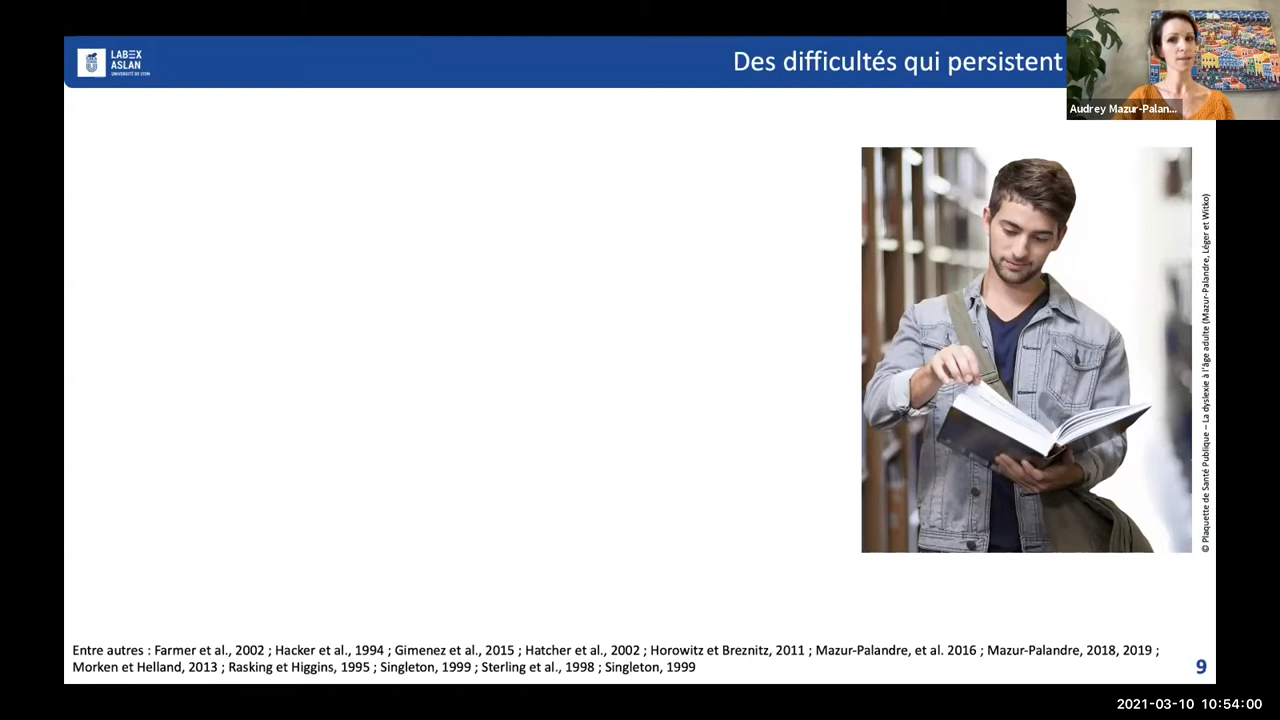 LABEX
ASLAN
UNIVERSITÉ DE LYON
Des difficultés qui persistent
Audrey Mazur-Palan...
© Plaquette de Santé Publique – La dyslexie à l'âge adulte (Mazur-Palandre, Léger et Witko)
Entre autres : Farmer et al., 2002 ; Hacker et al., 1994 ; Gimenez et al., 2015 ; Hatcher et al., 2002 ; Horowitz et Breznitz, 2011 ; Mazur-Palandre, et al. 2016 ; Mazur-Palandre, 2018, 2019 ;
Morken et Helland, 2013 ; Rasking et Higgins, 1995 ; Singleton, 1999 ; Sterling et al., 1998 ; Singleton, 1999
9
2021-03-10 10:54:00